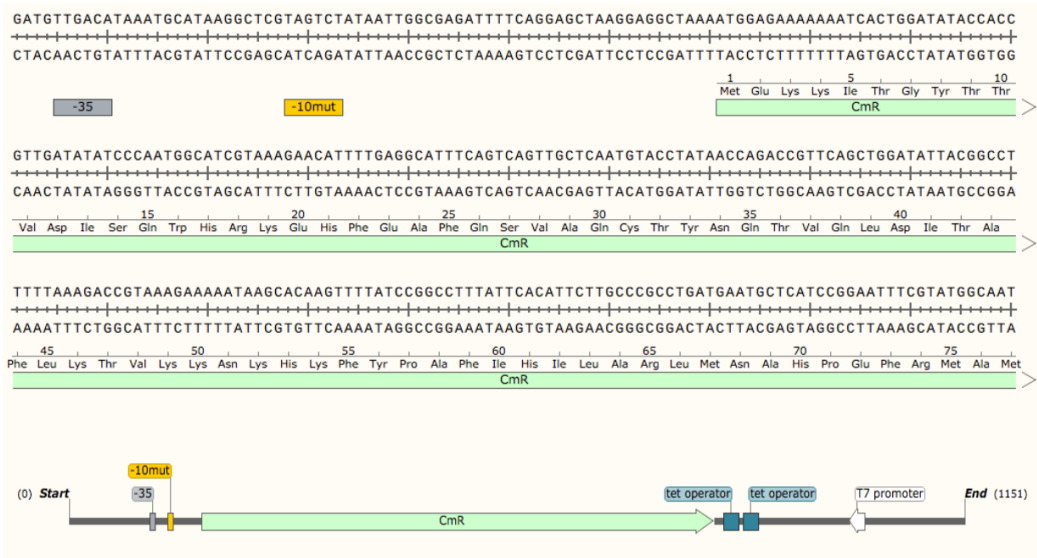 GATGTTGACATAAATGCATAAGGCTCGTAGTCTATAATTGGCGAGATTTTCAGGAGCTAAGGAGGCTAAAATGGAGAAAAAAATCACTGGATATACCACC
CTACAACTGTATTTACGTATTCCGAGCATCAGATATTAACCGCTCTAAAAGTCCTCGATTCCTCCGATTTTACCTCTTTTTTTAGTGACCTATATGGTGG
1 5 10
Met Glu Lys Lys Ile Thr Gly Tyr Thr Thr
-35 -10mut CmR
GTTGATATATCCCAATGGCATCGTAAAGAACATTTTGAGGCATTTCAGTCAGTTGCTCAATGTACCTATAACCAGACCGTTCAGCTGGATATTACGGCCT
CAACTATATAGGGTTACCGTAGCATTTCTTGTAAAACTCCGTAAAGTCAGTCAACGAGTTACATGGATATTGGTCTGGCAAGTCGACCTATAATGCCGGA
15 20 25 30 35 40
Val Asp Ile Ser Gln Trp His Arg Lys Glu His Phe Glu Ala Phe Gln Ser Val Ala Gln Cys Thr Tyr Asn Gln Thr Val Gln Leu Asp Ile Thr Ala
CmR
TTTTAAAGACCGTAAAGAAAAATAAGCACAAGTTTTATCCGGCCTTTATTCACATTCTTGCCCGCCTGATGAATGCTCATCCGGAATTTCGTATGGCAAT
AAAATTTCTGGCATTTCTTTTTATTCGTGTTCAAAATAGGCCGGAAATAAGTGTAAGAACGGGCGGACTACTTACGAGTAGGCCTTAAAGCATACCGTTA
45 50 55 60 65 70 75
Phe Leu Lys Thr Val Lys Lys Asn Lys His Lys Phe Tyr Pro Ala Phe Ile His Ile Leu Ala Arg Leu Met Asn Ala His Pro Glu Phe Arg Met Ala Met
CmR
-10mut
(0) Start -35 tet operator tet operator T7 promoter End (1151)
CmR